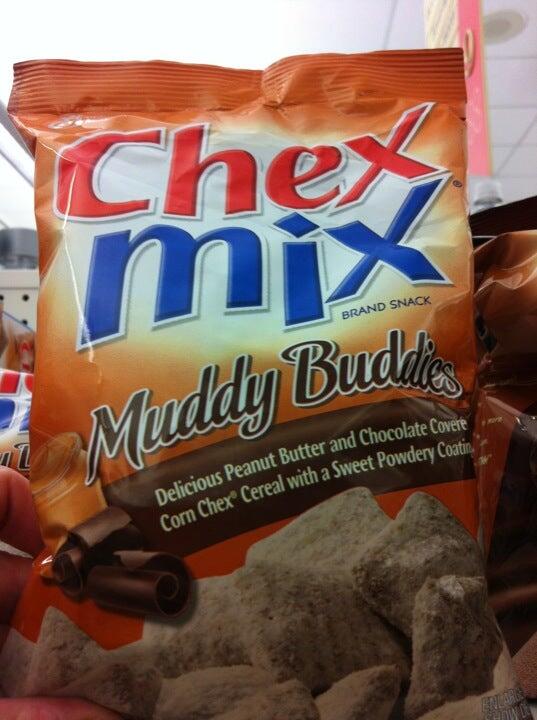 Chex
mix
BRAND SNACK
Muddy Buddies
Delicious Peanut Butter and Chocolate Covere
Corn Chex® Cereal with a Sweet Powdery Coatin
ENLARG